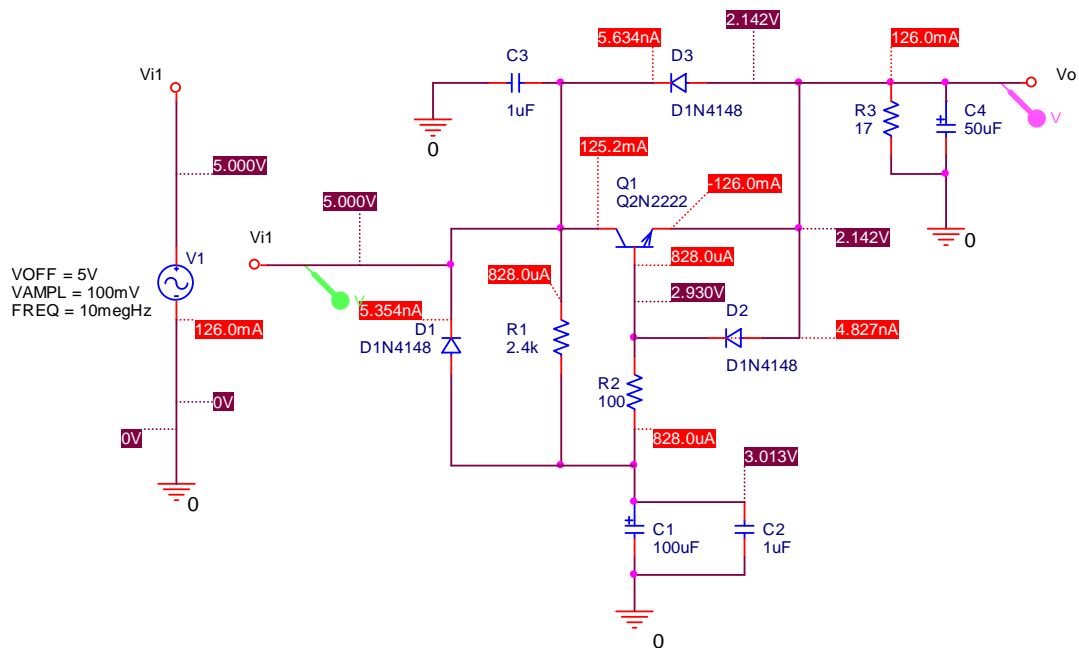 2.142V
5.634nA
126.0mA
C3
D3
Vi1
Vo
1uF
D1N4148
R3
17
C4
50uF
V
0
125.2mA
5.000V
Q1
Q2N2222
-126.0mA
5.000V
2.142V
0
Vi1
V1
VOFF = 5V
VAMPL = 100mV
FREQ = 10megHz
828.0uA
828.0uA
2.930V
V
5.354nA
D2
4.827nA
126.0mA
D1
D1N4148
R1
2.4k
D1N4148
R2
100
0V
0V
828.0uA
3.013V
0
C1
100uF
C2
1uF
0